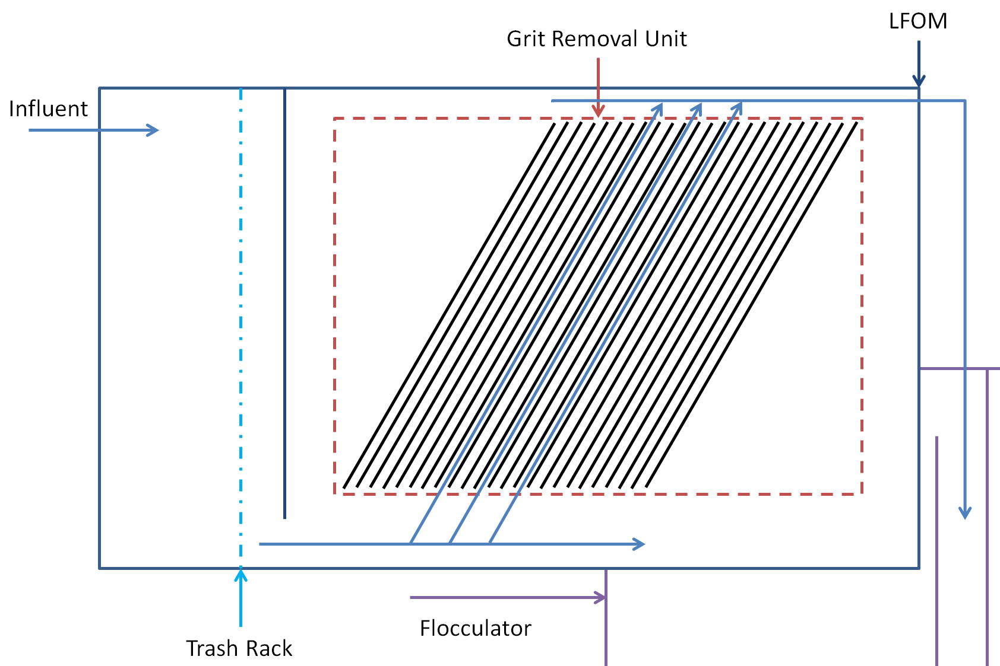 LFOM
Grit Removal Unit
Influent
Flocculator
Trash Rack